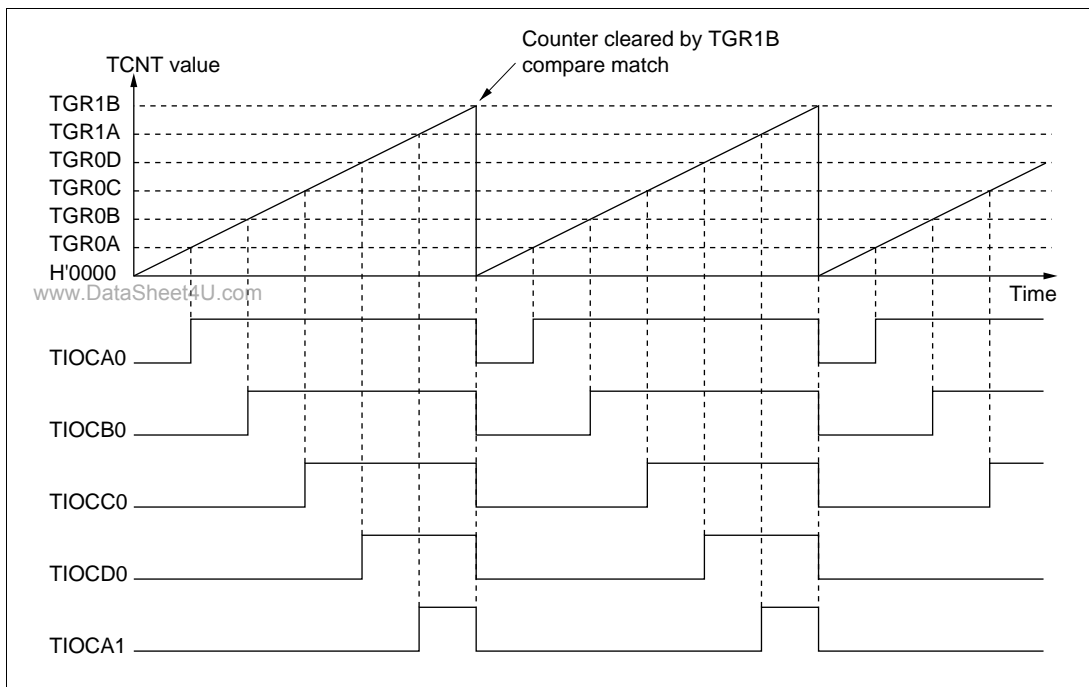 Counter cleared by TGR1B
compare match
TCNT value
TGR1B
TGR1A
TGR0D
TGR0C
TGR0B
TGR0A
H'0000
www.DataSheet4U.com
Time
TIOCA0
TIOCB0
TIOCC0
TIOCD0
TIOCA1